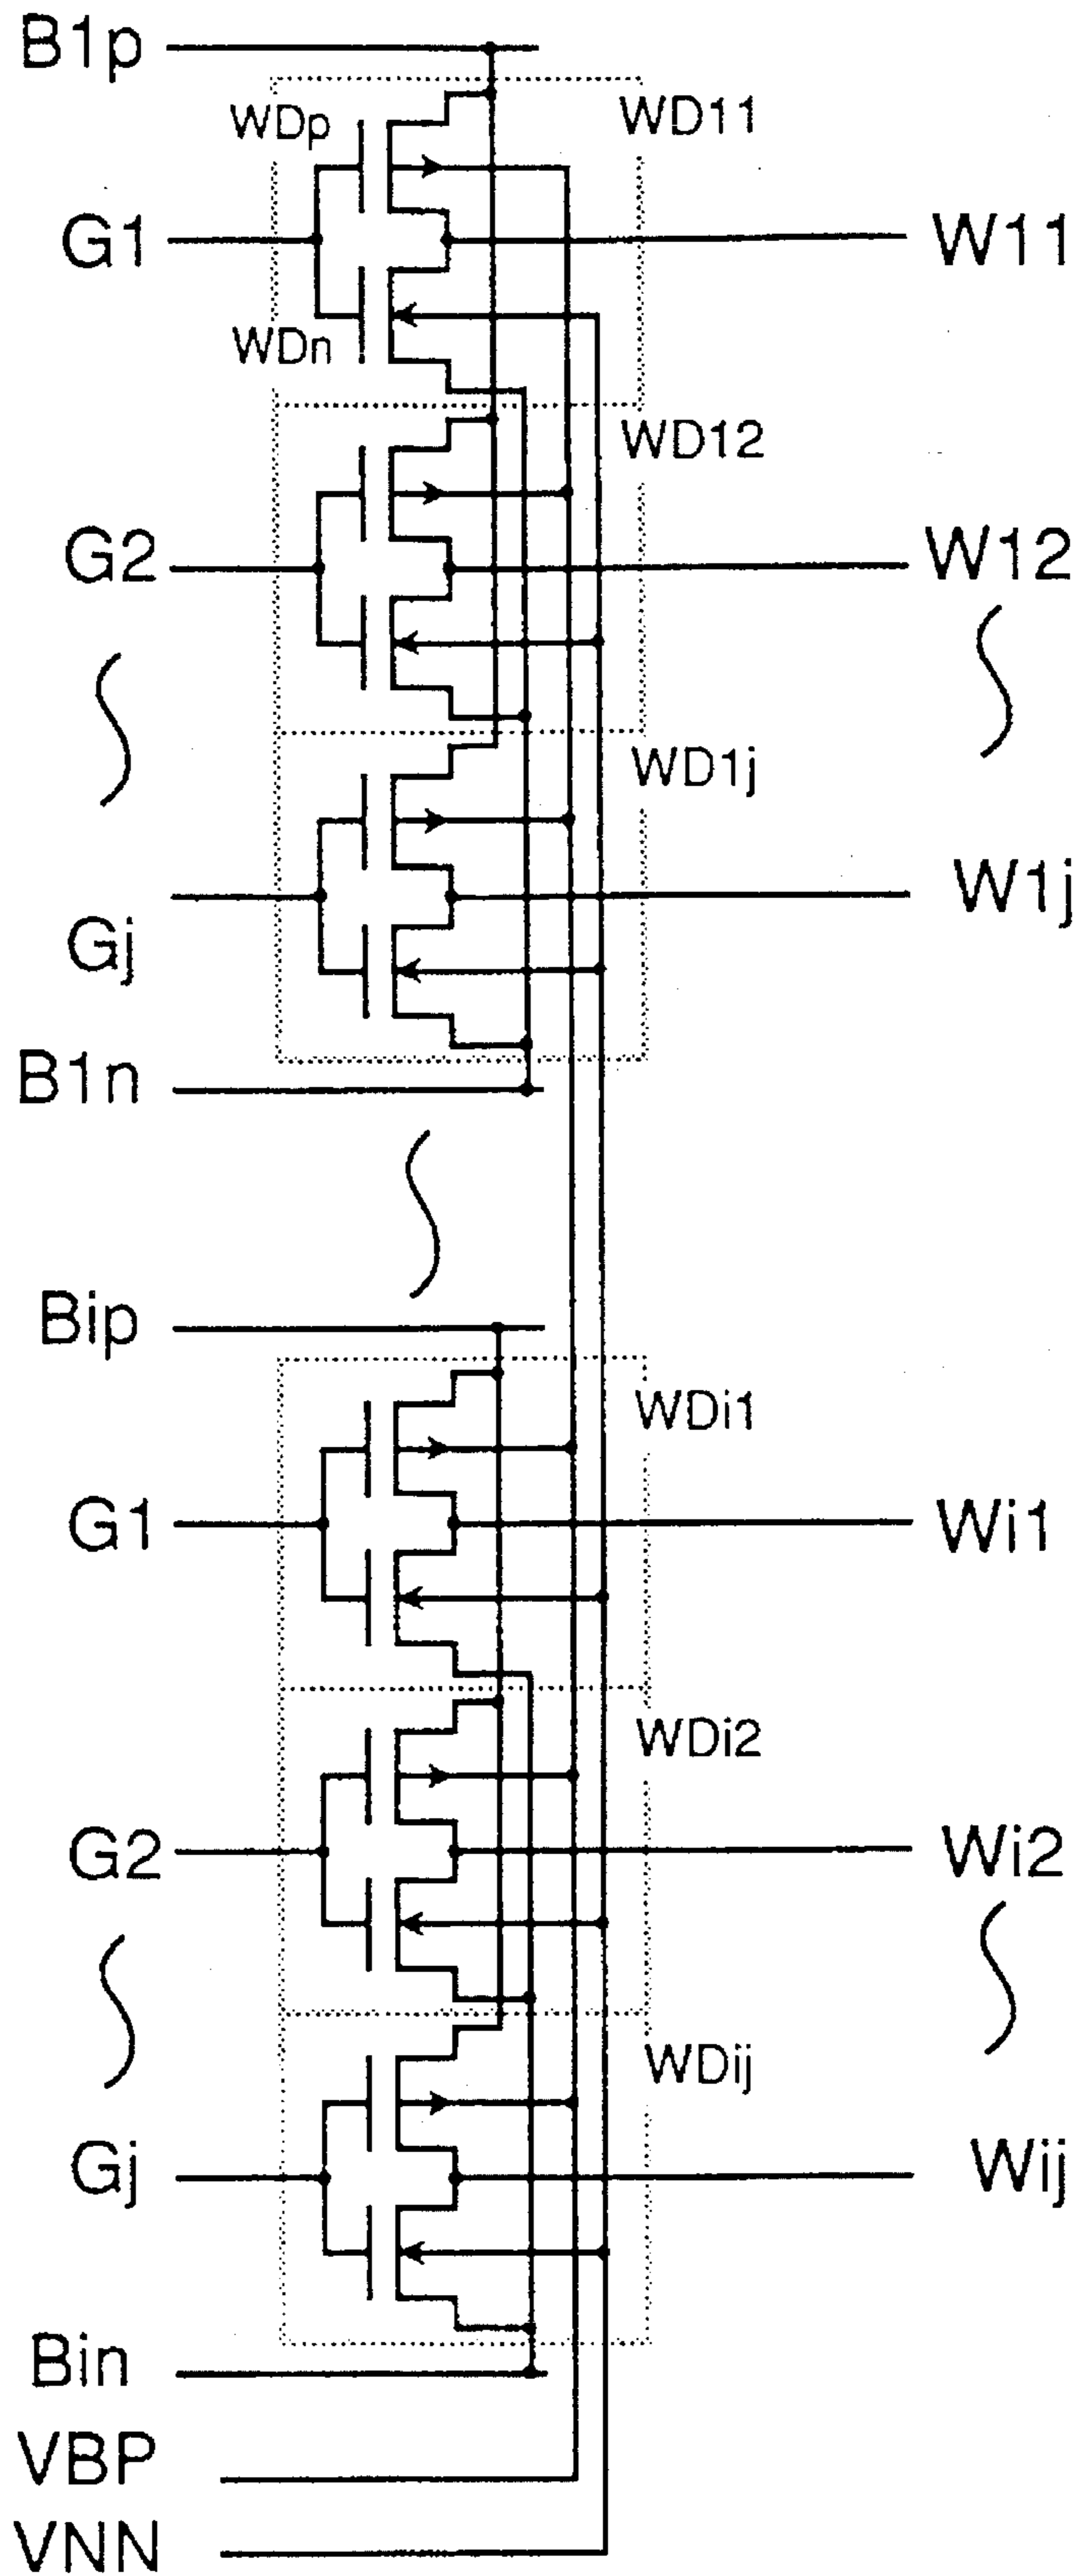 B1p
WDp
WD11
G1
W11
WDn
WD12
G2
W12
WD1j
Gj
W1j
B1n
Bip
WDi1
G1
Wi1
WDi2
G2
Wi2
WDij
Gj
Wij
Bin
VBP
VNN